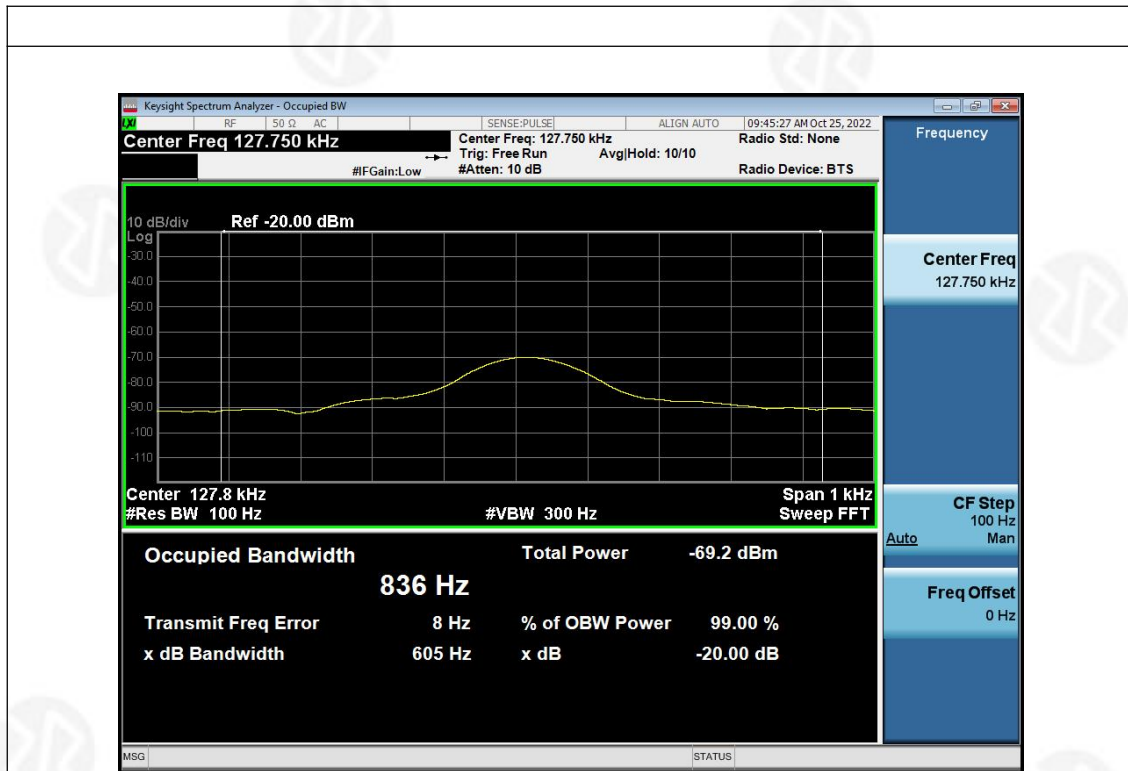 Keysight Spectrum Analyzer - Occupied BW
LXI RF 50 Ω AC SENSE:PULSE ALIGN AUTO 09:45:27 AM Oct 25, 2022
Center Freq 127.750 kHz
Center Freq: 127.750 kHz Radio Std: None
Trig: Free Run Avg|Hold: 10/10
#IFGain:Low #Atten: 10 dB Radio Device: BTS
10 dB/div Ref -20.00 dBm
Log
-30.0
-40.0
-50.0
-60.0
-70.0
-80.0
-90.0
-100
-110
Center 127.8 kHz Span 1 kHz
#Res BW 100 Hz #VBW 300 Hz Sweep FFT
Occupied Bandwidth Total Power -69.2 dBm
836 Hz
Transmit Freq Error 8 Hz % of OBW Power 99.00 %
x dB Bandwidth 605 Hz x dB -20.00 dB
MSG STATUS
Frequency
Center Freq
127.750 kHz
CF Step
100 Hz
Auto Man
Freq Offset
0 Hz